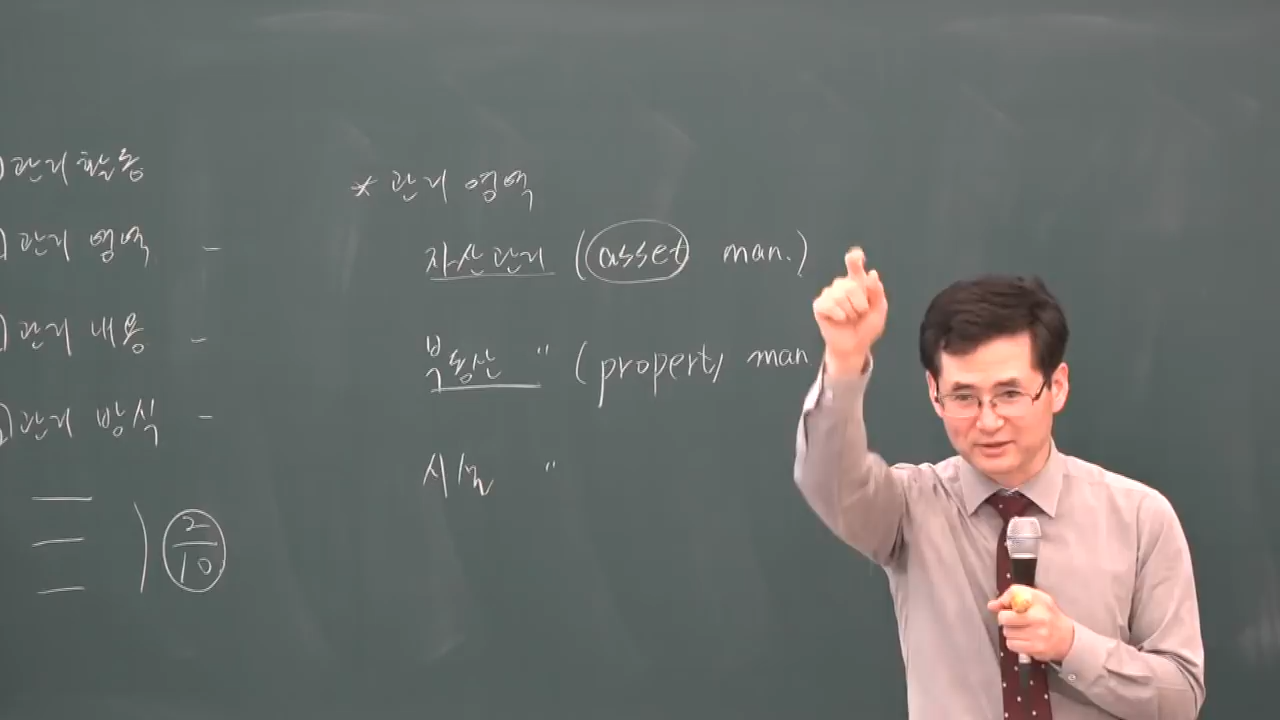 )관리 활동
)관리 영역 -
)관리 내용 -
)관리 방식 -
2/10
* 관리 영역
자산관리 (asset man.)
부동산 " (property man
시설 "